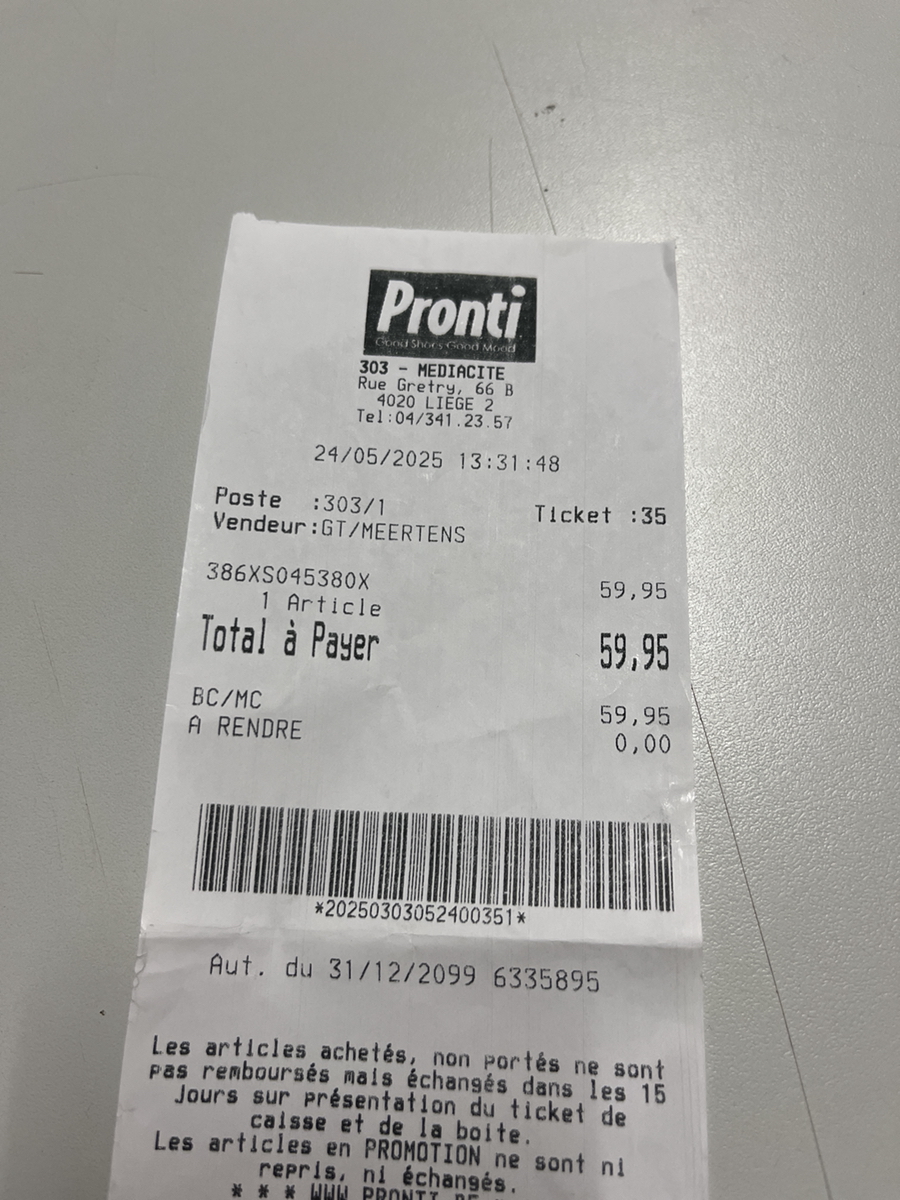 Pronti
Good Shoes Good Mood
303 - MEDIACITE
Rue Gretry, 66 B
4020 LIEGE 2
Tel:04/341.23.57
24/05/2025 13:31:48
Poste :303/1 Ticket :35
Vendeur:GT/MEERTENS
386XS045380X 59,95
1 Article
Total à Payer 59,95
BC/MC 59,95
A RENDRE 0,00
*20250303052400351*
Aut. du 31/12/2099 6335895
Les articles achetés, non portés ne sont
pas remboursés mais échangés dans les 15
Jours sur présentation du ticket de
caisse et de la boite.
Les articles en PROMOTION ne sont ni
repris, ni échangés.
* * * WWW PRONTI